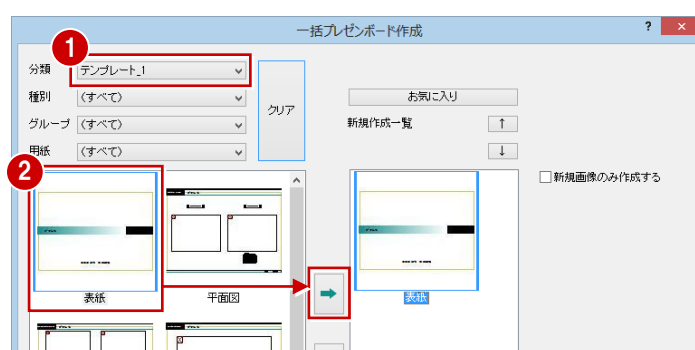 一括プレゼンボード作成
?
×
1
分類
テンプレート_1
種別
(すべて)
グループ
(すべて)
用紙
(すべて)
クリア
お気に入り
新規作成一覧
↑
↓
新規画像のみ作成する
2
表紙
平面図
表紙